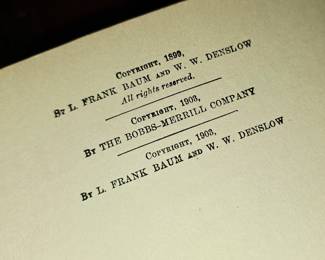 Copyright, 1899,
By L. FRANK BAUM AND W. W. DENSLOW
All rights reserved.
Copyright, 1903,
By THE BOBBS-MERRILL COMPANY
Copyright, 1903,
By L. FRANK BAUM AND W. W. DENSLOW